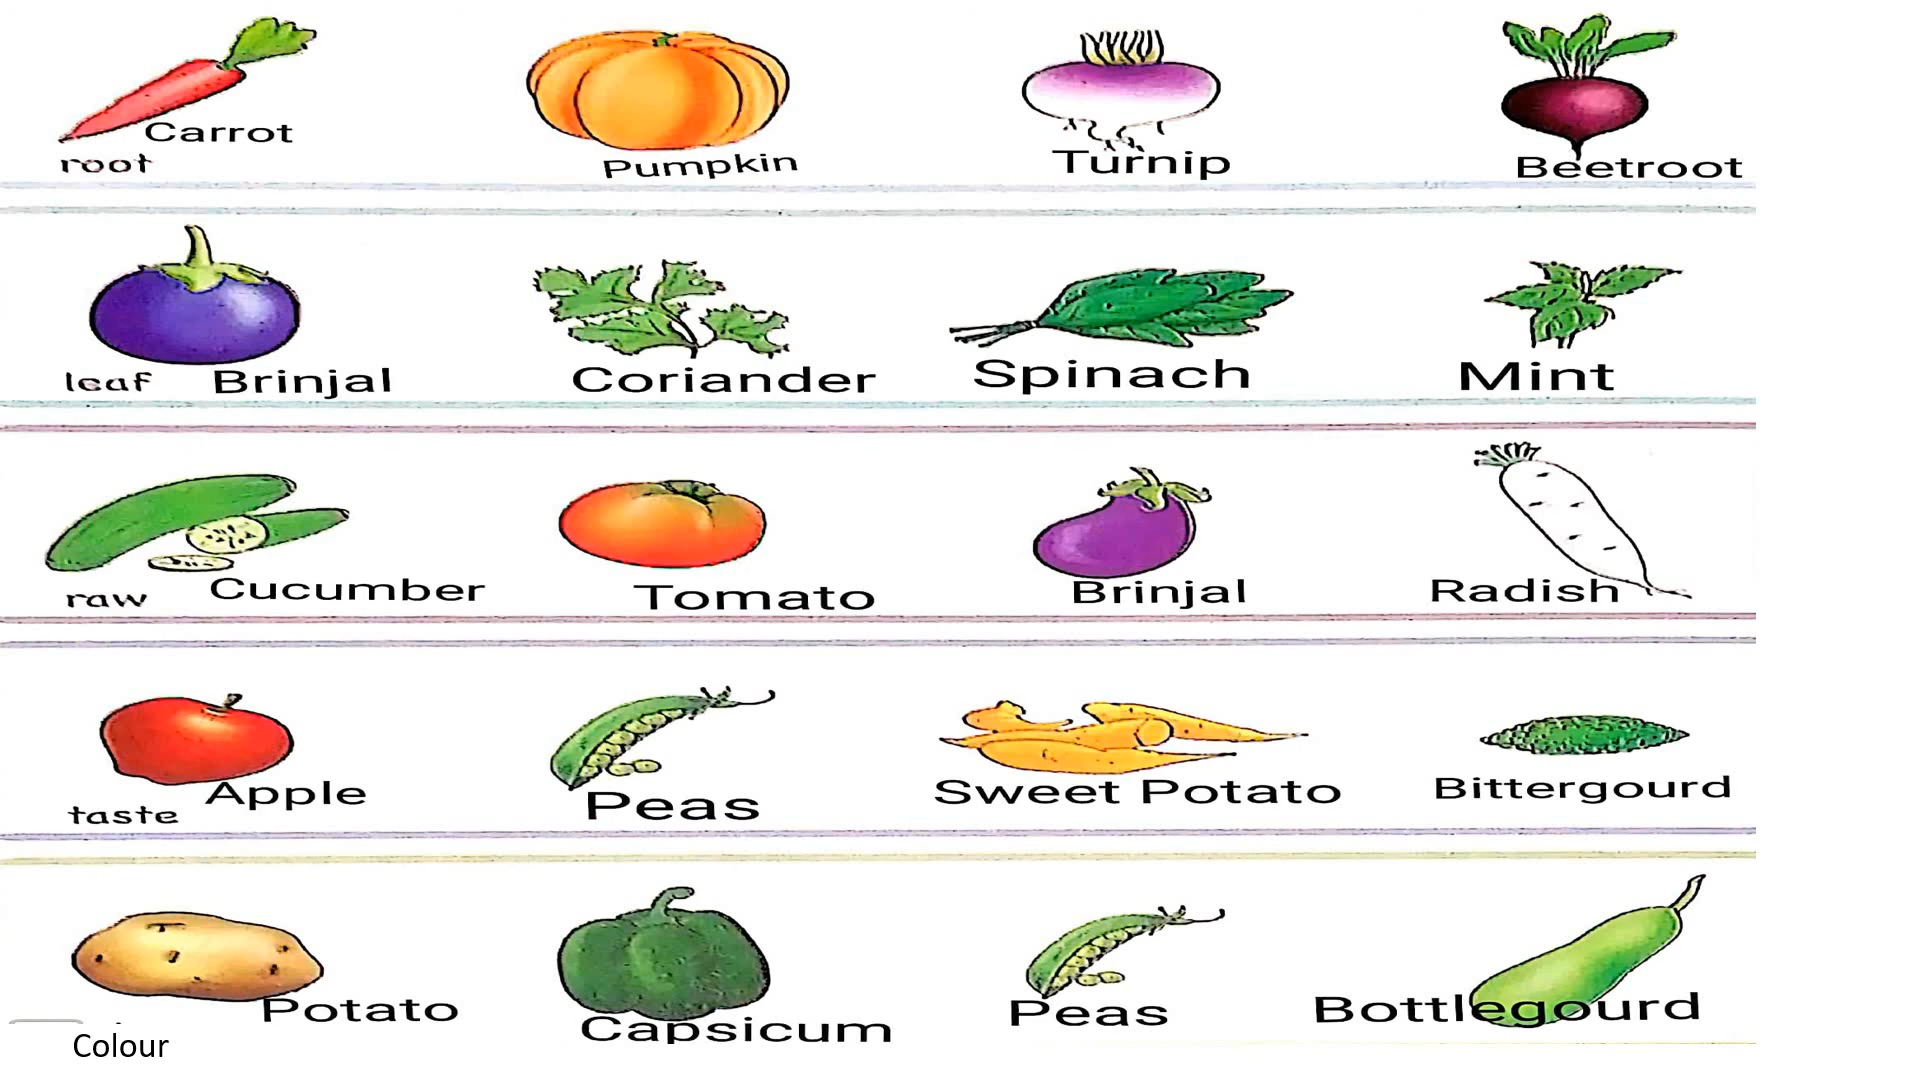 Carrot Pumpkin Turnip Beetroot
root
Brinjal Coriander Spinach Mint
leaf
Cucumber Tomato Brinjal Radish
raw
Apple Peas Sweet Potato Bittergourd
taste
Potato Capsicum Peas Bottlegourd
Colour